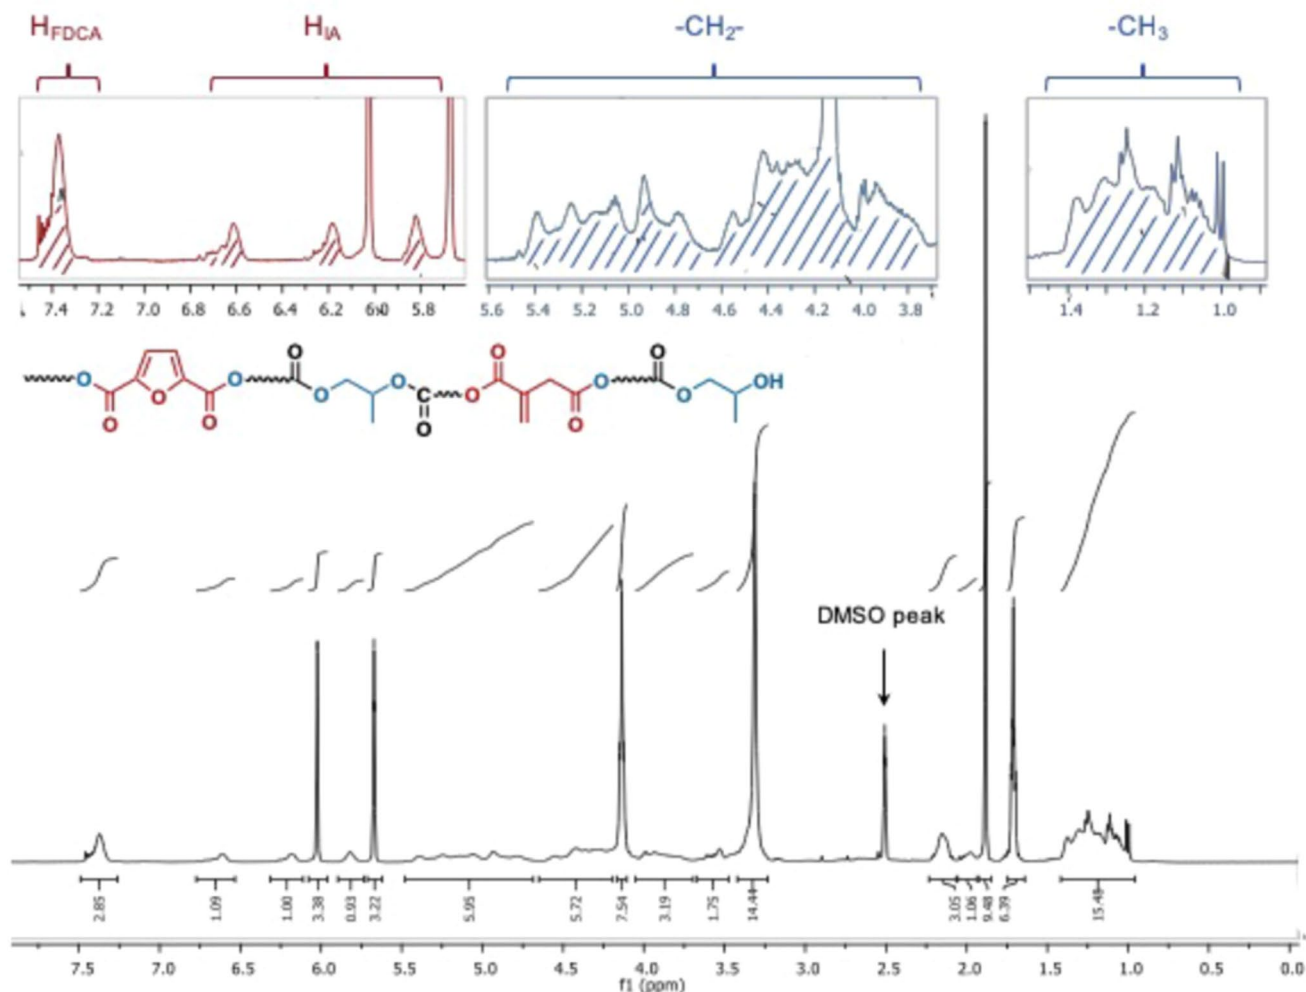 HFDCA HIA -CH2- -CH3
7.4 7.2 7.0 6.8 6.6 6.4 6.2 6.0 5.8
5.6 5.4 5.2 5.0 4.8 4.6 4.4 4.2 4.0 3.8
1.4 1.2 1.0
O O O O
O O O C O O O OH
O O O O O O
DMSO peak
2.85 1.09 1.00 3.38 0.93 3.22 5.95 5.72 7.54 3.19 1.75 14.44 3.05 1.06 9.48 6.39 15.48
7.5 7.0 6.5 6.0 5.5 5.0 4.5 4.0 3.5 3.0 2.5 2.0 1.5 1.0 0.5 0.0
f1 (ppm)